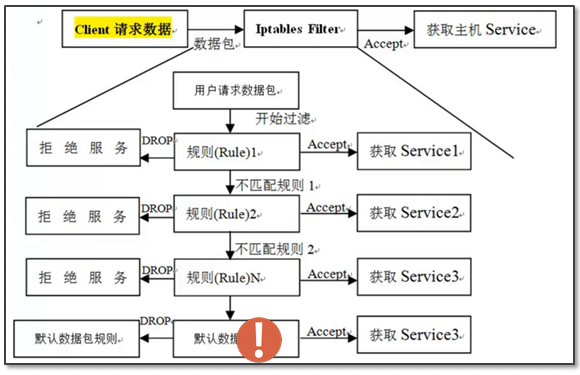 Client 请求数据
Iptables Filter
获取主机 Service
数据包
Accept
用户请求数据包
开始过滤
拒 绝 服 务
DROP
规则(Rule)1
Accept
获取 Service1
不匹配规则 1
拒 绝 服 务
DROP
规则(Rule)2
Accept
获取 Service2
不匹配规则 2
拒 绝 服 务
DROP
规则(Rule)N
Accept
获取 Service3
默认数据包规则
DROP
默认数据
Accept
获取 Service3